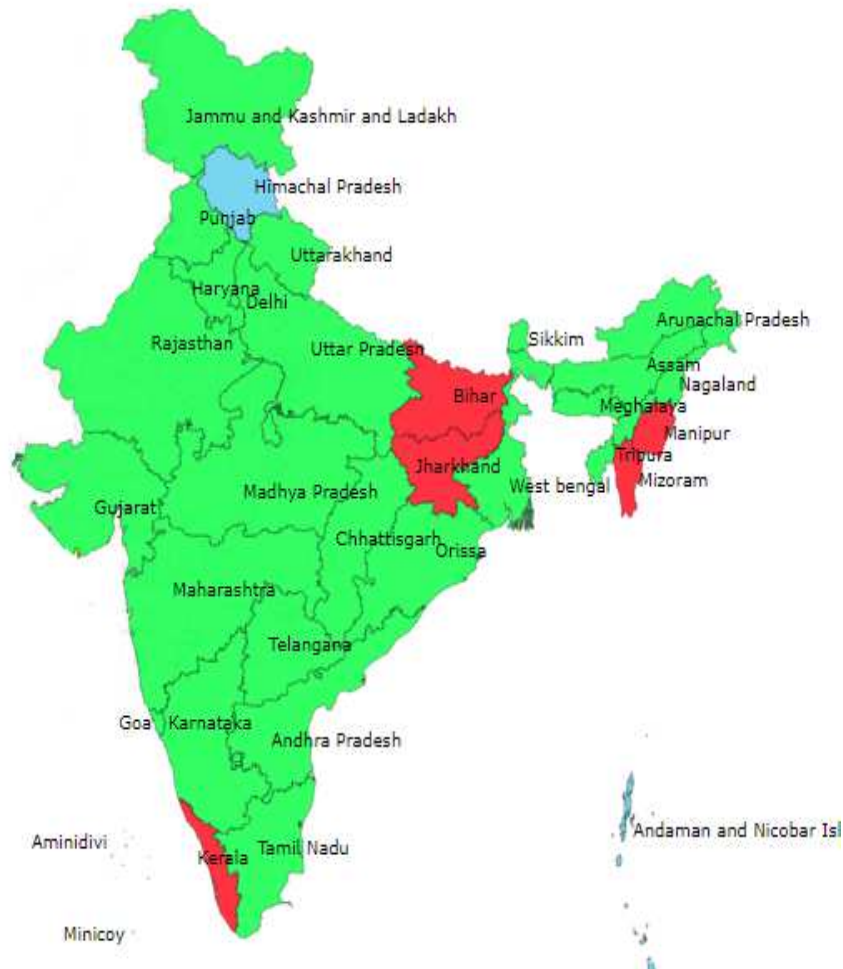 Jammu and Kashmir and Ladakh
Himachal Pradesh
Punjab
Uttarakhand
Haryana
Delhi
Rajasthan
Uttar Pradesh
Sikkim
Arunachal Pradesh
Assam
Nagaland
Bihar
Meghalaya
Manipur
Tripura
Mizoram
Jharkhand
West bengal
Madhya Pradesh
Gujarat
Chhattisgarh
Orissa
Maharashtra
Telangana
Goa
Karnataka
Andhra Pradesh
Andaman and Nicobar Isl
Aminidivi
Kerala
Tamil Nadu
Minicoy